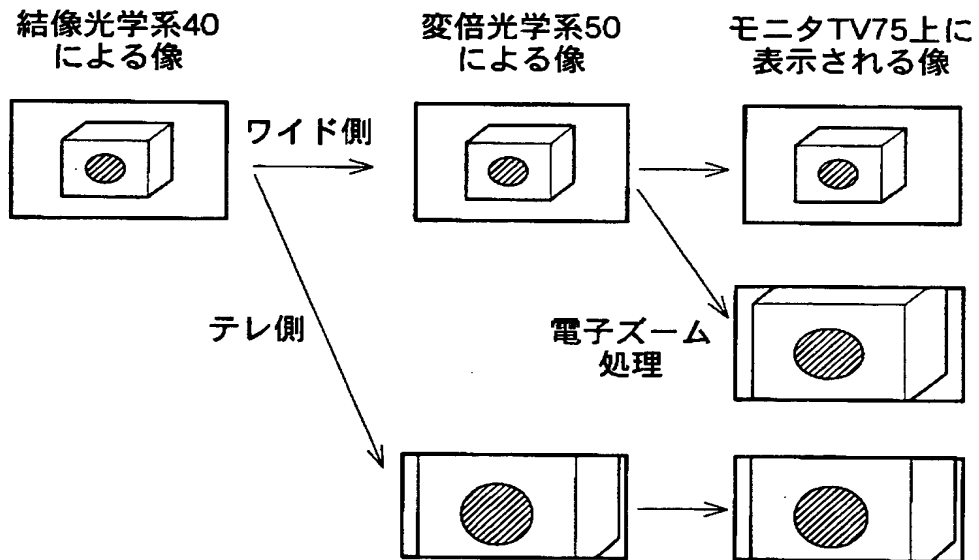 結像光学系40
による像
変倍光学系50
による像
モニタTV75上に
表示される像
ワイド側
テレ側
電子ズーム
処理